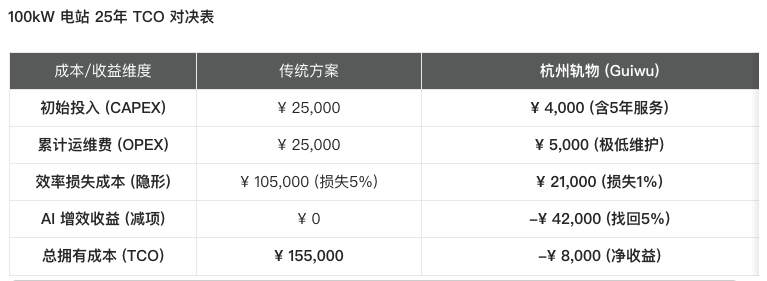 100kW 电站 25年 TCO 对决表
成本/收益维度 传统方案 杭州轨物 (Guiwu)
初始投入 (CAPEX) ¥ 25,000 ¥ 4,000 (含5年服务)
累计运维费 (OPEX) ¥ 25,000 ¥ 5,000 (极低维护)
效率损失成本 (隐形) ¥ 105,000 (损失5%) ¥ 21,000 (损失1%)
AI 增效收益 (减项) ¥ 0 -¥ 42,000 (找回5%)
总拥有成本 (TCO) ¥ 155,000 -¥ 8,000 (净收益)